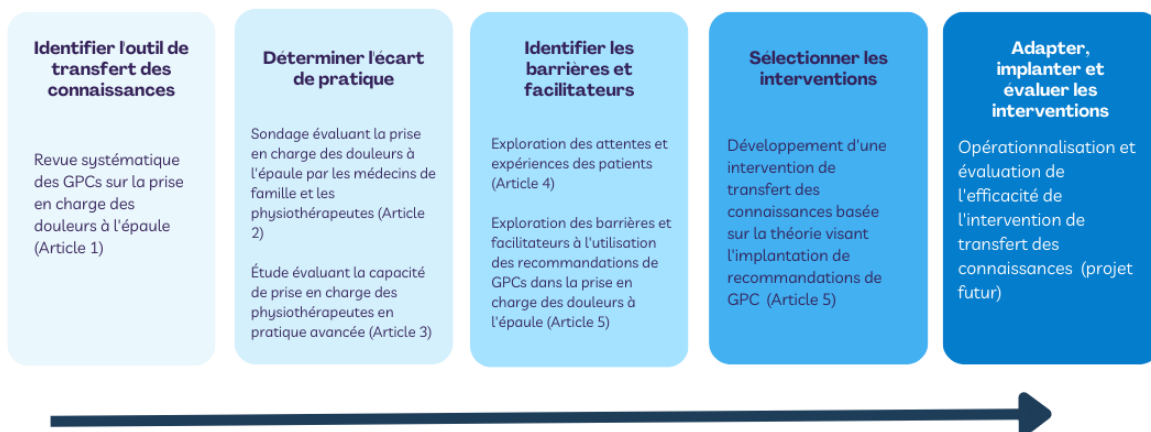 Identifier l'outil de
transfert des
connaissances
Revue systématique
des GPCs sur la prise
en charge des
douleurs à l'épaule
(Article 1)
Déterminer l'écart
de pratique
Sondage évaluant la prise
en charge des douleurs à
l'épaule par les médecins de
famille et les
physiothérapeutes (Article
2)
Étude évaluant la capacité
de prise en charge des
physiothérapeutes en
pratique avancée (Article 3)
Identifier les
barrières et
facilitateurs
Exploration des attentes et
expériences des patients
(Article 4)
Exploration des barrières et
facilitateurs à l'utilisation
des recommandations de
GPCs dans la prise en
charge des douleurs à
l'épaule (Article 5)
Sélectionner les
interventions
Développement d'une
intervention de
transfert des
connaissances basée
sur la théorie visant
l'implantation de
recommandations de
GPC (Article 5)
Adapter,
implanter et
évaluer les
interventions
Opérationnalisation et
évaluation de
l'efficacité de
l'intervention de
transfert des
connaissances (projet
futur)